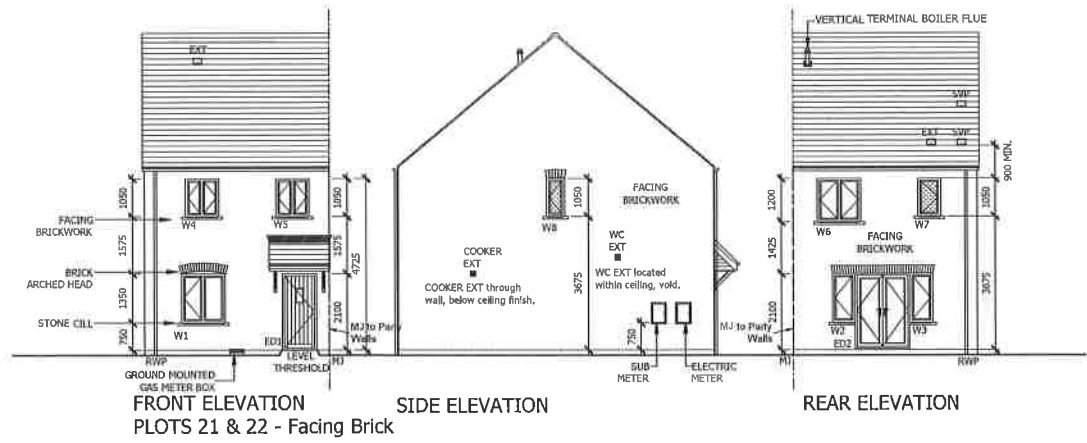 EXT
1050
1050
W4
W5
FACING
BRICKWORK
1575
1575
4725
BRICK
ARCHED HEAD
1350
2100
STONE CILL
W1
750
ED1
MJ to Party
Walls
RWP
LEVEL
THRESHOLD
MJ
GROUND MOUNTED
GAS METER BOX
FRONT ELEVATION
PLOTS 21 & 22 - Facing Brick
1050
FACING
BRICKWORK
W8
WC
EXT
COOKER
EXT
WC EXT located
within ceiling, void.
COOKER EXT through
wall, below ceiling finish.
3675
750
SUB
METER
ELECTRIC
METER
SIDE ELEVATION
VERTICAL TERMINAL BOILER FLUE
SVP
EXT
SVP
900 MIN.
1200
1050
W6
W7
FACING
BRICKWORK
1425
3675
2100
MJ to Party
Walls
W2
W3
ED2
MJ
RWP
REAR ELEVATION